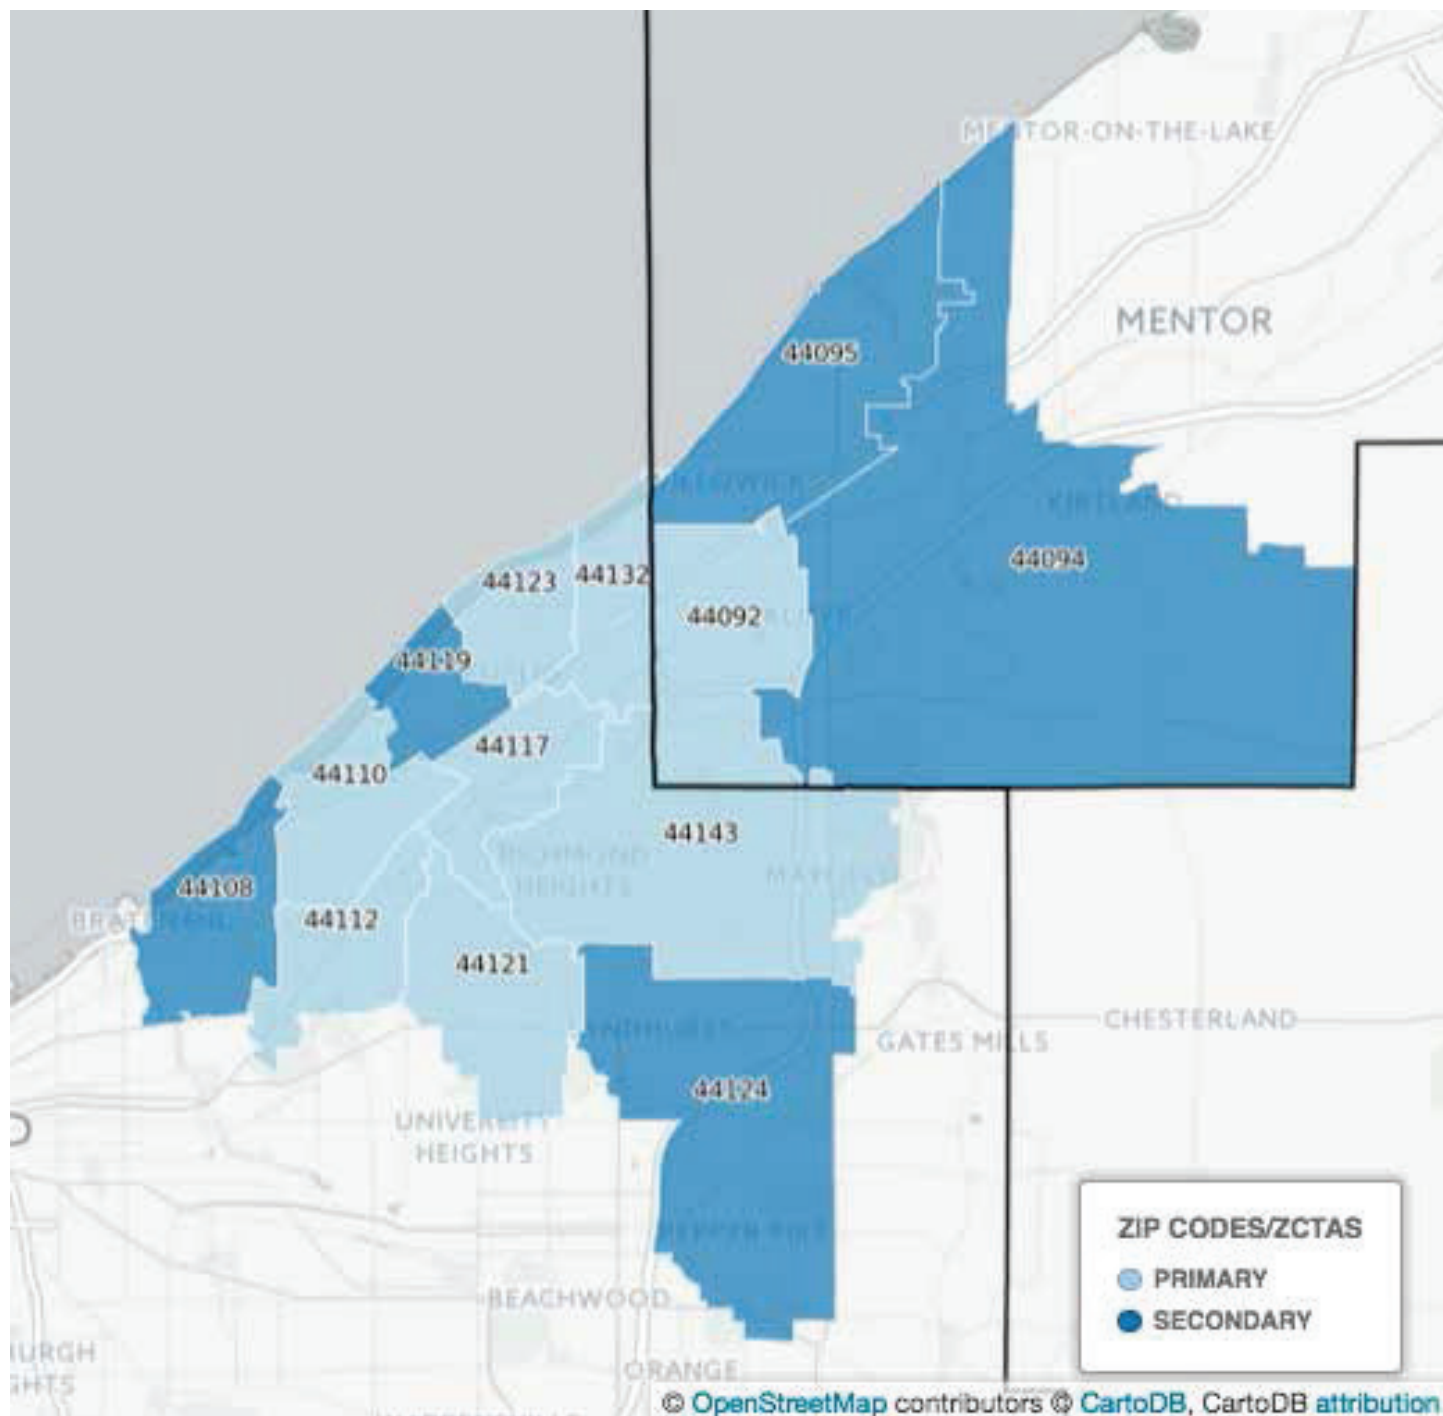 MENTOR-ON-THE-LAKE
MENTOR
44095
KIRTLAND
44094
44123
44132
44092
44119
44117
44110
44143
RICHMOND
HEIGHTS
44108
44112
44121
CHESTERLAND
GATES MILLS
44124
UNIVERSITY
HEIGHTS
ZIP CODES/ZCTAS
PRIMARY
SECONDARY
BEACHWOOD
ORANGE
© OpenStreetMap contributors © CartoDB, CartoDB attribution